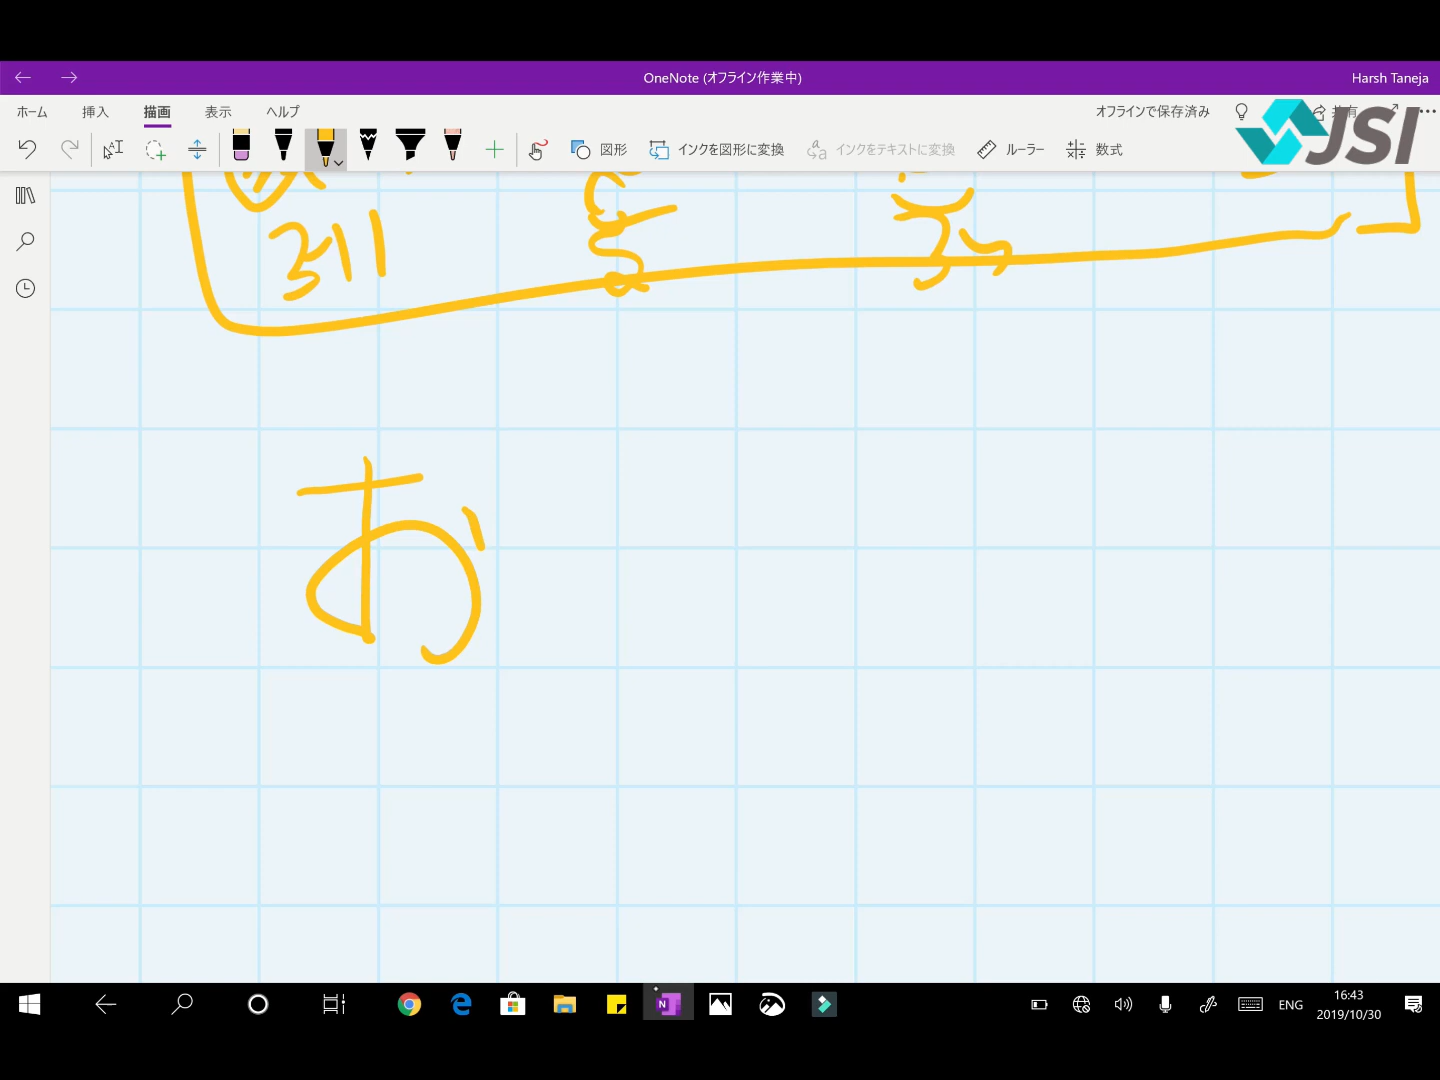 OneNote (オフライン作業中)
Harsh Taneja
ホーム 挿入 描画 表示 ヘルプ
オフラインで保存済み
共有
図形 インクを図形に変換 インクをテキストに変換 ルーラー 数式
JSI
आ
お
ENG
16:43
2019/10/30